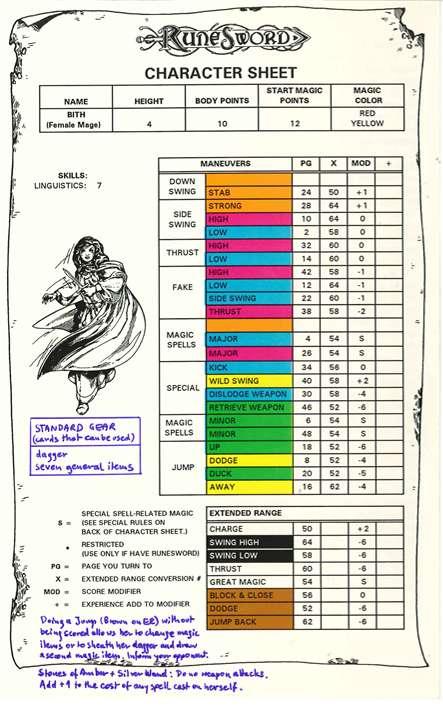 RUNESWORD
CHARACTER SHEET
NAME HEIGHT BODY POINTS START MAGIC POINTS MAGIC COLOR
BITH (Female Mage) 4 10 12 RED YELLOW
SKILLS:
LINGUISTICS: 7
MANEUVERS PG X MOD +
DOWN SWING
STAB 24 50 +1
SIDE SWING
STRONG 28 64 +1
HIGH 10 64 0
LOW 2 58 0
THRUST
HIGH 32 60 0
LOW 14 60 0
FAKE
HIGH 42 58 -1
LOW 12 64 -1
SIDE SWING 22 60 -1
THRUST 38 58 -2
MAGIC SPELLS
MAJOR 4 54 S
MAJOR 26 54 S
SPECIAL
KICK 34 56 0
WILD SWING 40 58 +2
DISLODGE WEAPON 30 58 -4
RETRIEVE WEAPON 46 52 -6
MAGIC SPELLS
MINOR 6 54 S
MINOR 48 54 S
JUMP
UP 18 52 -6
DODGE 8 52 -4
DUCK 20 52 -5
AWAY 16 62 -4
STANDARD GEAR
(cards that can be used)
dagger
seven general items
SPECIAL SPELL-RELATED MAGIC
S = (SEE SPECIAL RULES ON
BACK OF CHARACTER SHEET.)
* RESTRICTED
(USE ONLY IF HAVE RUNESWORD)
PG = PAGE YOU TURN TO
X = EXTENDED RANGE CONVERSION #
MOD = SCORE MODIFIER
+ = EXPERIENCE ADD TO MODIFIER
EXTENDED RANGE
CHARGE 50 +2
SWING HIGH 64 -6
SWING LOW 58 -6
THRUST 60 -6
GREAT MAGIC 54 S
BLOCK & CLOSE 56 0
DODGE 52 -6
JUMP BACK 62 -6
Doing a Jump (Brown on ER) without
being scored allows her to change magic
items or to sheath her dagger and draw
a second magic item. Inform your opponent.
Stones of Amber + Silver Wand: Do no weapon attacks.
Add +1 to the cost of any spell cast on herself.